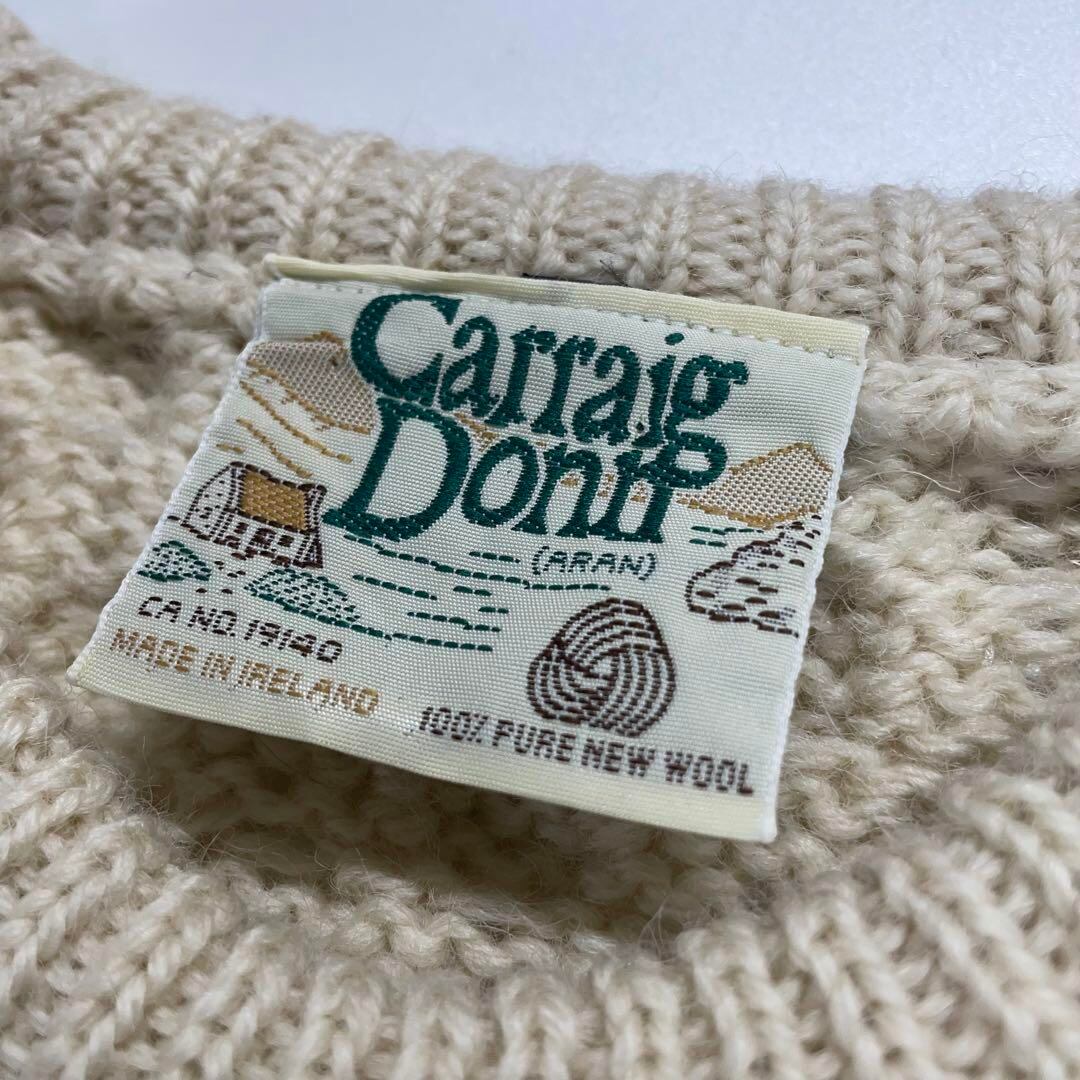 Carraig
Donn
(ARAN)
CA NO. 19140
MADE IN IRELAND
100% PURE NEW WOOL